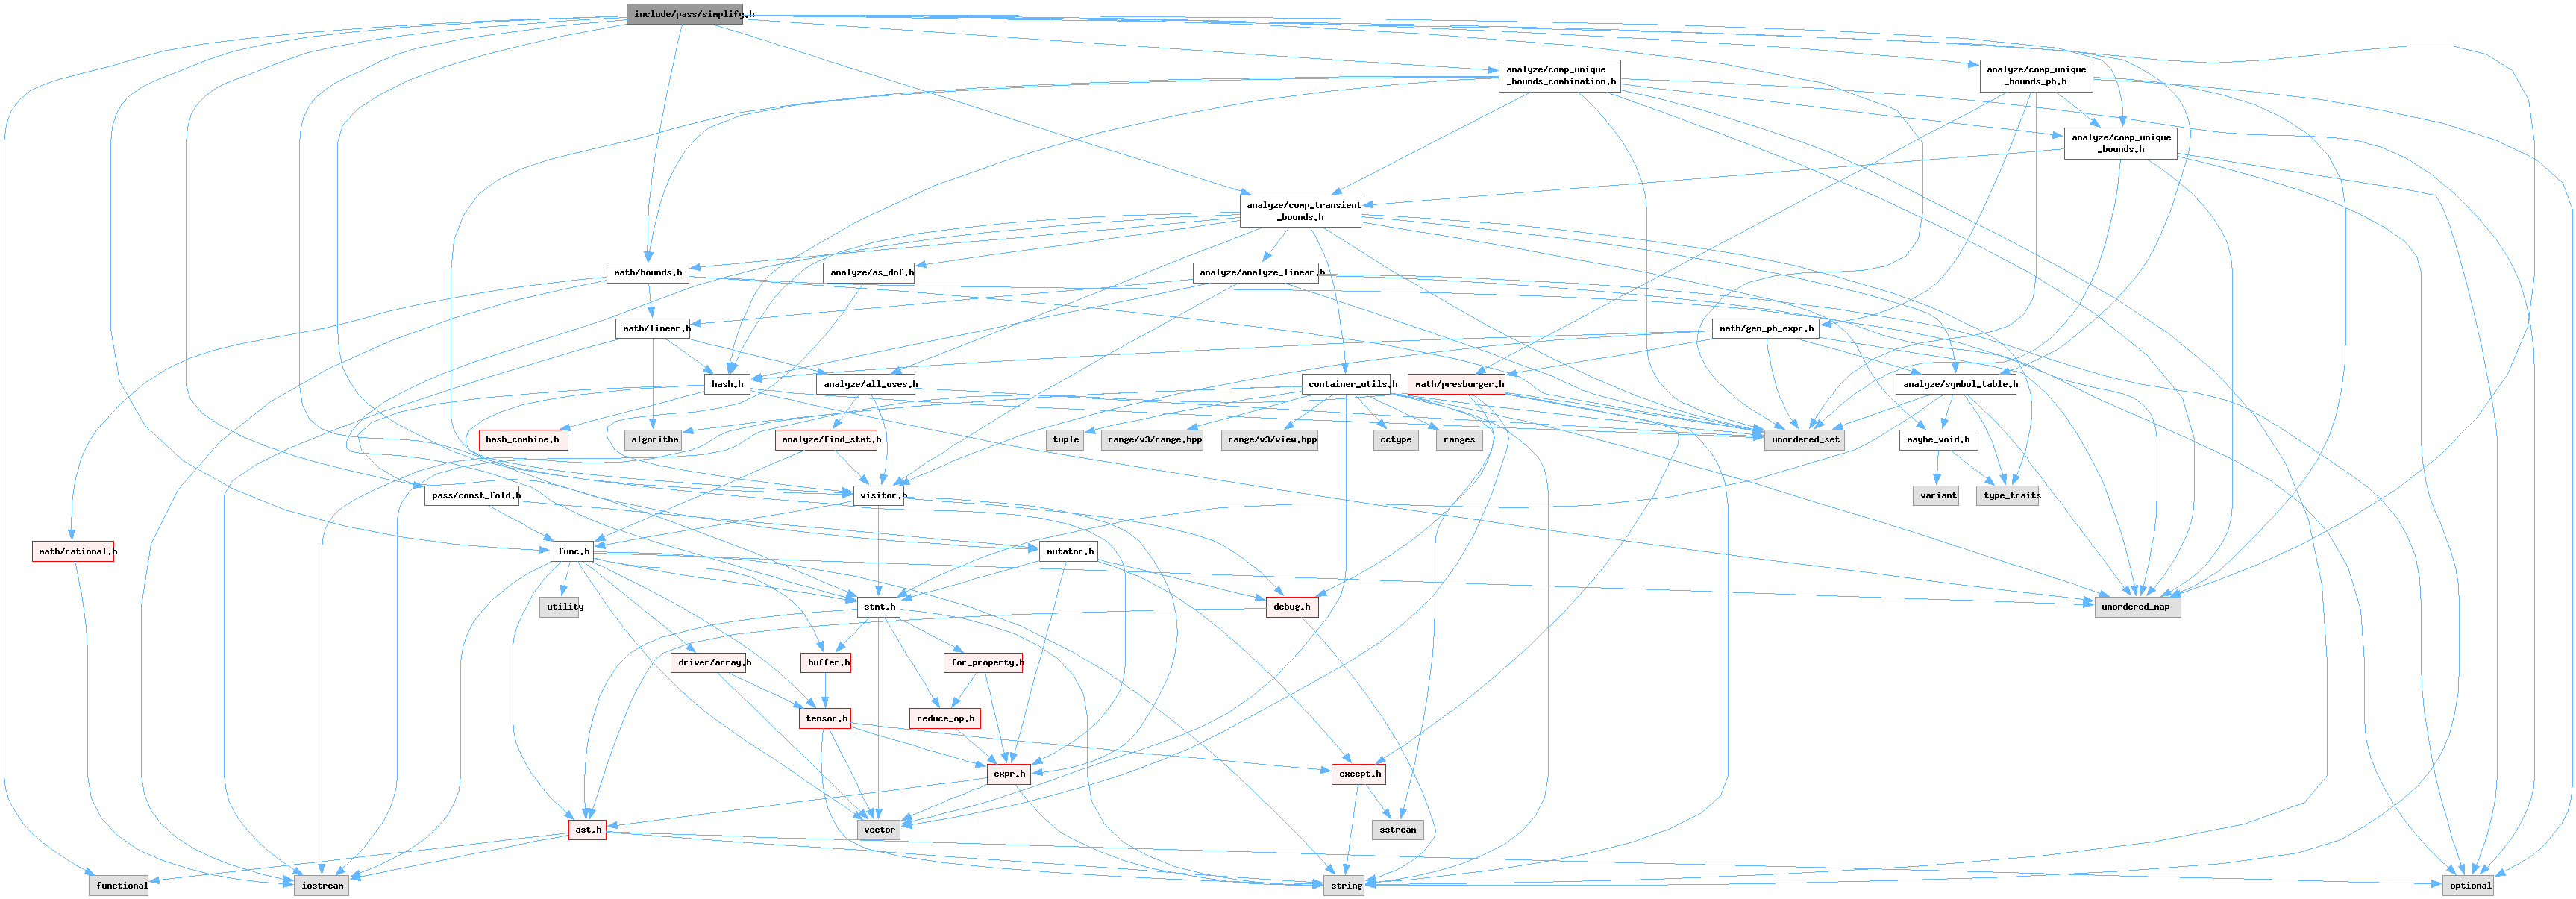 include/pass/simplify.h
analyze/comp_unique
_bounds_combination.h
analyze/comp_unique
_bounds_pb.h
analyze/comp_unique
_bounds.h
analyze/comp_transient
_bounds.h
math/bounds.h
analyze/as_dnf.h
analyze/analyze_linear.h
math/linear.h
math/gen_pb_expr.h
hash.h
analyze/all_uses.h
container_utils.h
math/presburger.h
analyze/symbol_table.h
hash_combine.h
algorithm
analyze/find_stmt.h
tuple
range/v3/range.hpp
range/v3/view.hpp
cctype
ranges
unordered_set
maybe_void.h
pass/const_fold.h
visitor.h
variant
type_traits
math/rational.h
func.h
mutator.h
utility
stmt.h
debug.h
unordered_map
driver/array.h
buffer.h
for_property.h
tensor.h
reduce_op.h
expr.h
except.h
ast.h
vector
sstream
functional
iostream
string
optional